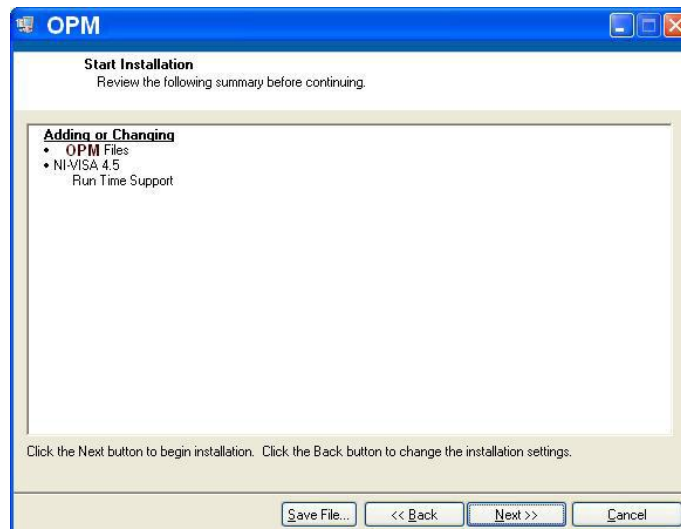 OPM
Start Installation
Review the following summary before continuing.
Adding or Changing
• OPM Files
• NI-VISA 4.5
Run Time Support
Click the Next button to begin installation. Click the Back button to change the installation settings.
Save File... << Back Next >> Cancel